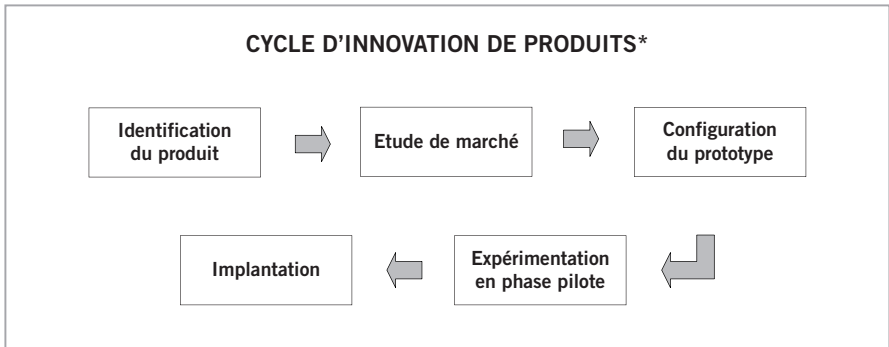 CYCLE D'INNOVATION DE PRODUITS*
Identification
du produit
Etude de marché
Configuration
du prototype
Expérimentation
en phase pilote
Implantation